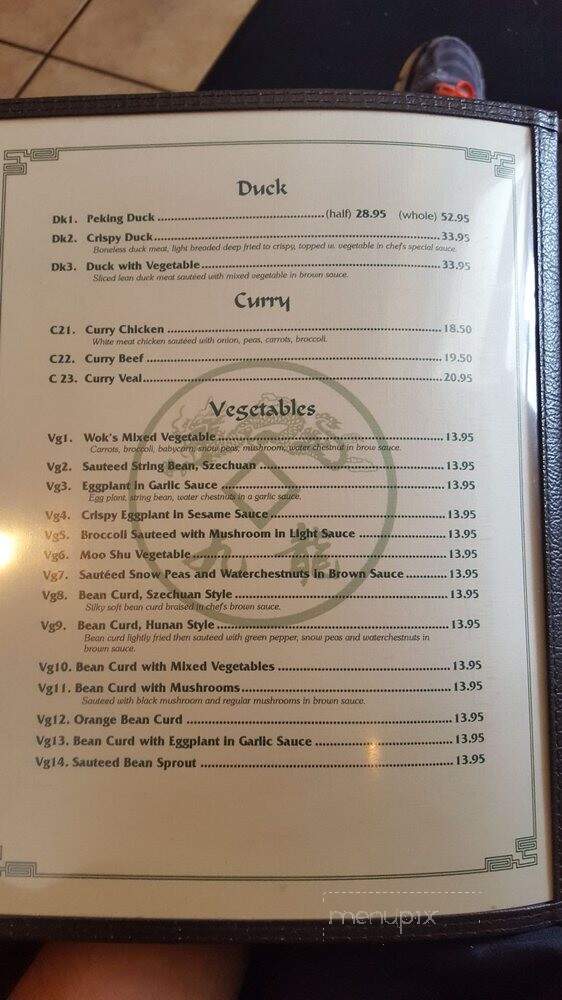 Duck
Dk1. Peking Duck (half) 28.95 (whole) 52.95
Dk2. Crispy Duck 33.95
Boneless duck meat, light breaded deep fried to crispy, topped w. vegetable in chef's special sauce.
Dk3. Duck with Vegetable 33.95
Sliced lean duck meat sautéed with mixed vegetable in brown sauce.
Curry
C21. Curry Chicken 18.50
White meat chicken sautéed with onion, peas, carrots, broccoli.
C22. Curry Beef 19.50
C 23. Curry Veal 20.95
Vegetables
Vg1. Wok's Mixed Vegetable 13.95
Carrots, broccoli, babycorn, snow peas, mushroom, water chestnut in brow sauce.
Vg2. Sauteed String Bean, Szechuan 13.95
Vg3. Eggplant in Garlic Sauce 13.95
Egg plant, string bean, water chestnuts in a garlic sauce.
Vg4. Crispy Eggplant in Sesame Sauce 13.95
Vg5. Broccoli Sauteed with Mushroom in Light Sauce 13.95
Vg6. Moo Shu Vegetable 13.95
Vg7. Sautéed Snow Peas and Waterchestnuts in Brown Sauce 13.95
Vg8. Bean Curd, Szechuan Style 13.95
Silky soft bean curd braised in chef's brown sauce.
Vg9. Bean Curd, Hunan Style 13.95
Bean curd lightly fried then sauteed with green pepper, snow peas and waterchestnuts in
brown sauce.
Vg10. Bean Curd with Mixed Vegetables 13.95
Vg11. Bean Curd with Mushrooms 13.95
Sauteed with black mushroom and regular mushrooms in brown sauce.
Vg12. Orange Bean Curd 13.95
Vg13. Bean Curd with Eggplant in Garlic Sauce 13.95
Vg14. Sauteed Bean Sprout 13.95
九龍
menupix